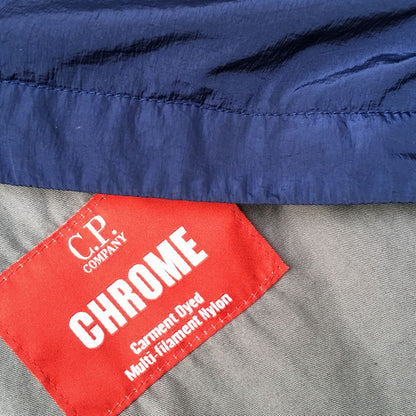 C.P.
COMPANY
CHROME
Garment Dyed
Multi-filament Nylon